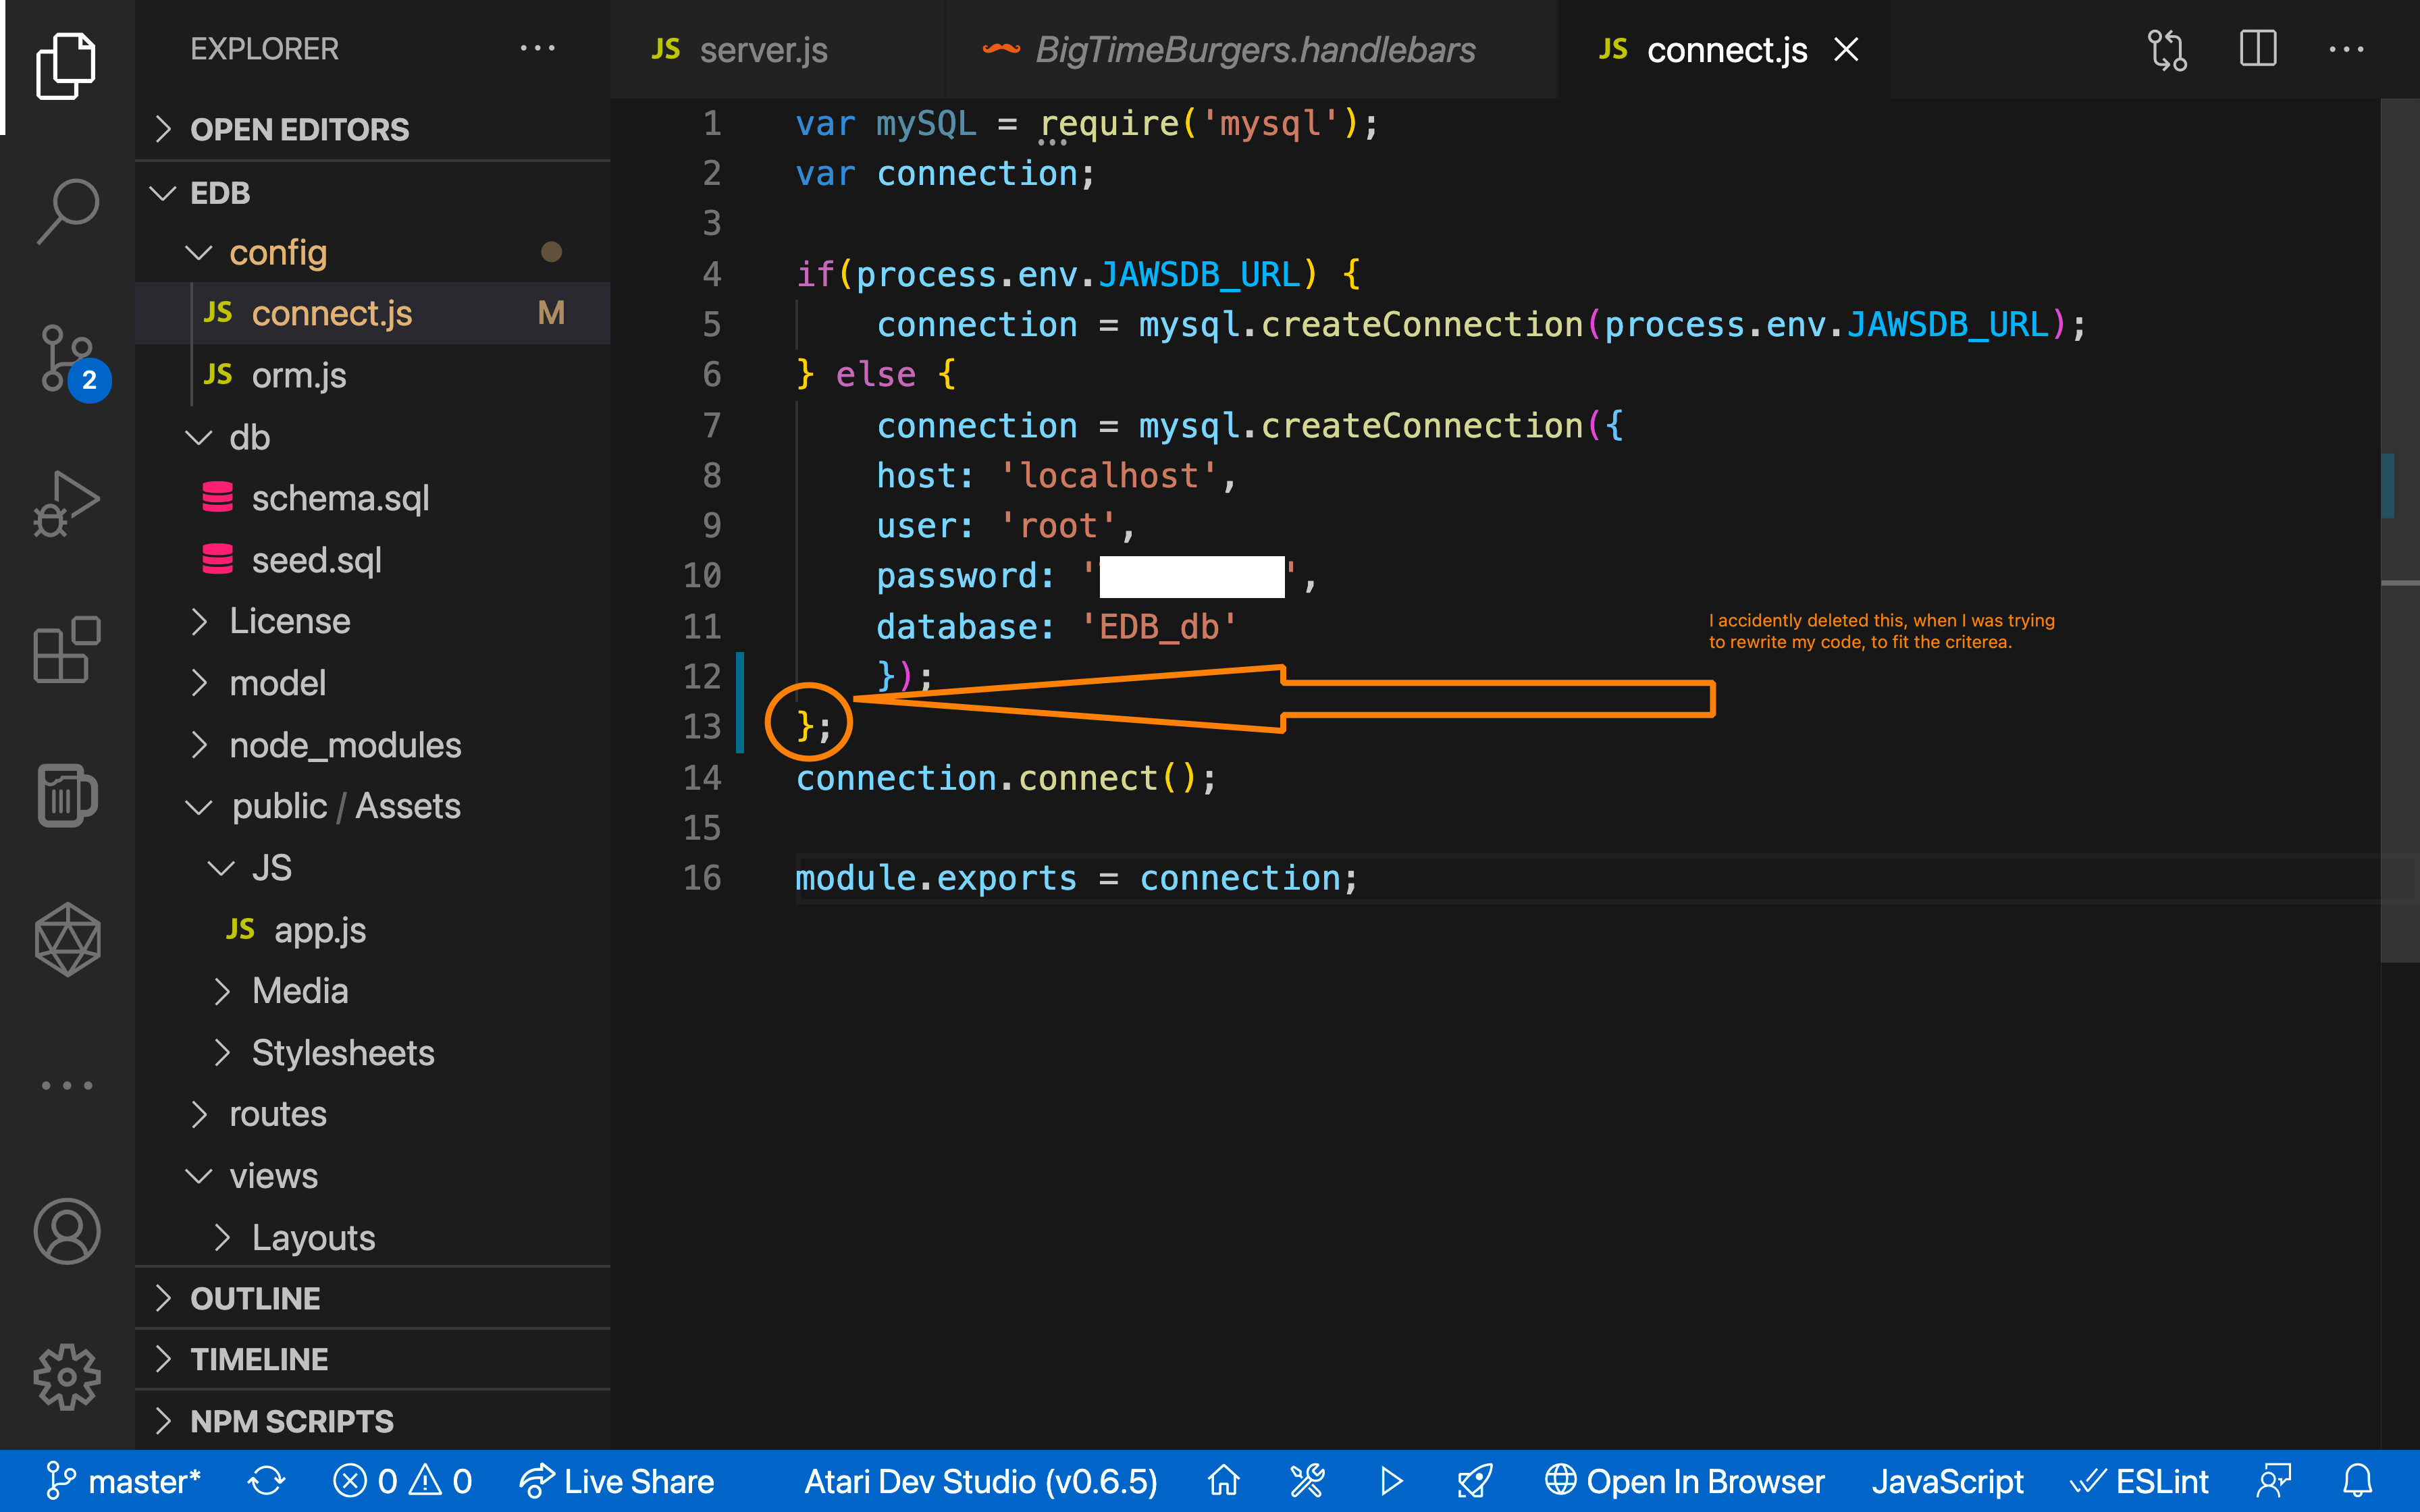 EXPLORER
OPEN EDITORS
EDB
config
JS connect.js M
JS orm.js
db
schema.sql
seed.sql
License
model
node_modules
public / Assets
JS
JS app.js
Media
Stylesheets
routes
views
Layouts
OUTLINE
TIMELINE
NPM SCRIPTS
2
JS server.js
BigTimeBurgers.handlebars
JS connect.js
1 var mySQL = require('mysql');
2 var connection;
3
4 if(process.env.JAWSDB_URL) {
5 connection = mysql.createConnection(process.env.JAWSDB_URL);
6 } else {
7 connection = mysql.createConnection({
8 host: 'localhost',
9 user: 'root',
10 password: '',
11 database: 'EDB_db'
12 });
13 };
14 connection.connect();
15
16 module.exports = connection;
I accidently deleted this, when I was trying
to rewrite my code, to fit the criterea.
master* 0 0 Live Share Atari Dev Studio (v0.6.5) Open In Browser JavaScript ESLint